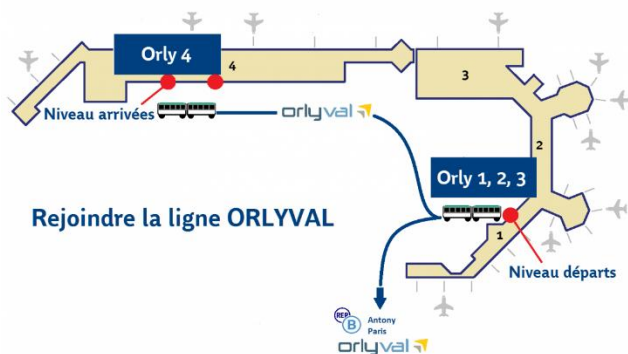 Orly 4
4
3
Niveau arrivées
orlyval
2
Orly 1, 2, 3
Rejoindre la ligne ORLYVAL
1
Niveau départs
RER
B
Antony
Paris
orlyval